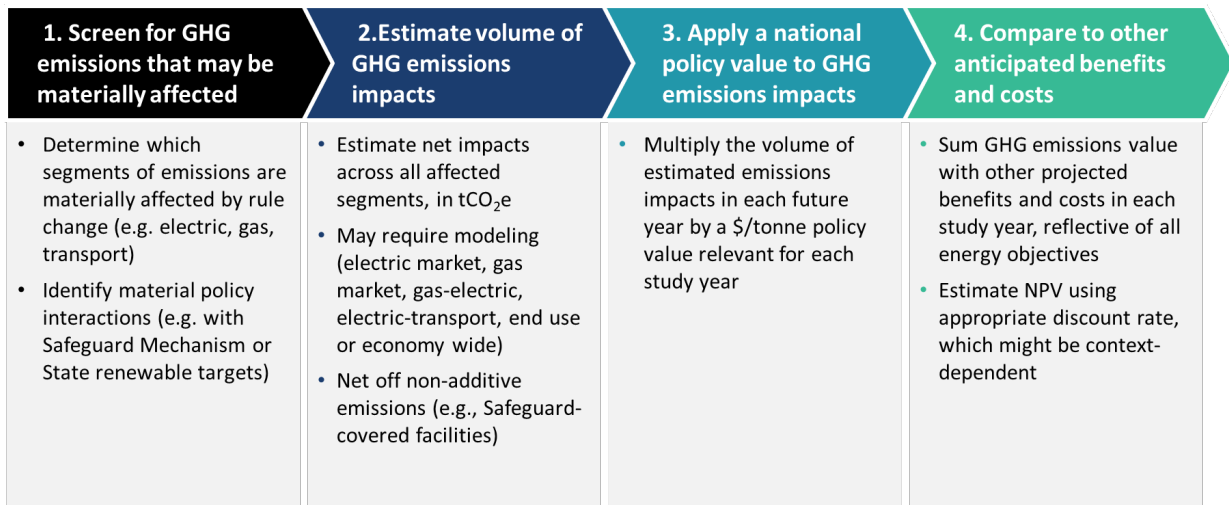 1. Screen for GHG
emissions that may be
materially affected
• Determine which
segments of emissions are
materially affected by rule
change (e.g. electric, gas,
transport)
• Identify material policy
interactions (e.g. with
Safeguard Mechanism or
State renewable targets)
2.Estimate volume of
GHG emissions
impacts
• Estimate net impacts
across all affected
segments, in tCO₂e
• May require modeling
(electric market, gas
market, gas-electric,
electric-transport, end use
or economy wide)
• Net off non-additive
emissions (e.g., Safeguard-
covered facilities)
3. Apply a national
policy value to GHG
emissions impacts
• Multiply the volume of
estimated emissions
impacts in each future
year by a $/tonne policy
value relevant for each
study year
4. Compare to other
anticipated benefits
and costs
• Sum GHG emissions value
with other projected
benefits and costs in each
study year, reflective of all
energy objectives
• Estimate NPV using
appropriate discount rate,
which might be context-
dependent